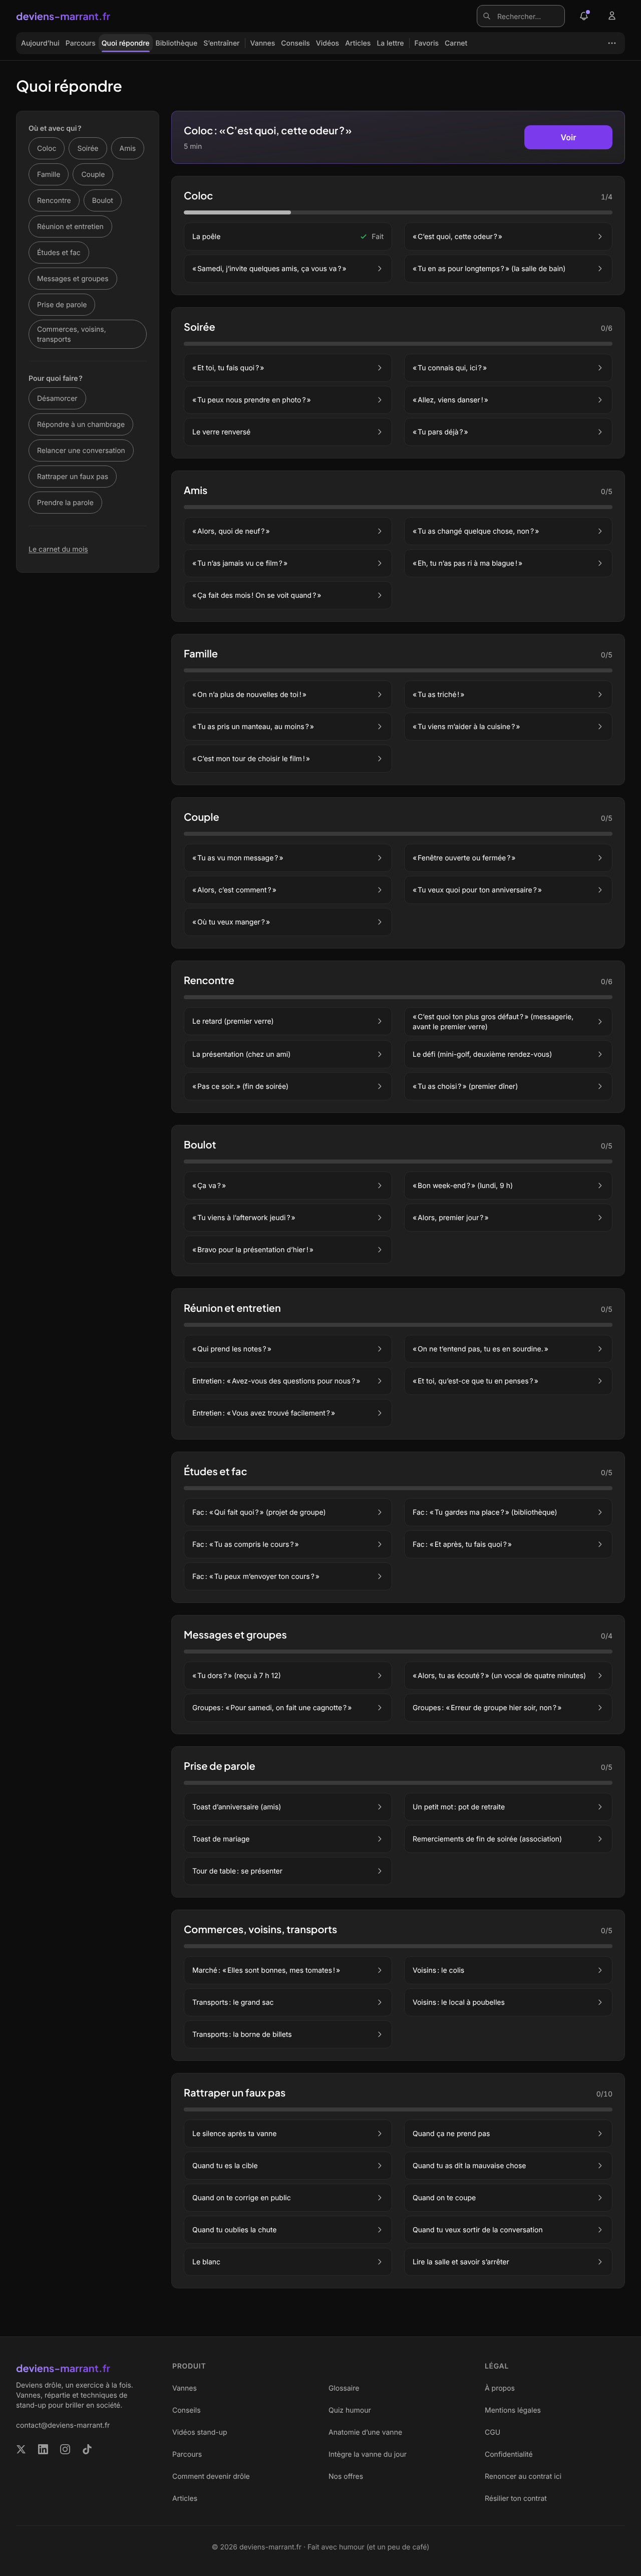 deviens-marrant.fr
Rechercher...
Aujourd'hui Parcours Quoi répondre Bibliothèque S'entraîner Vannes Conseils Vidéos Articles La lettre Favoris Carnet
Quoi répondre
Où et avec qui ?
Coloc Soirée Amis
Famille Couple
Rencontre Boulot
Réunion et entretien
Études et fac
Messages et groupes
Prise de parole
Commerces, voisins,
transports
Pour quoi faire ?
Désamorcer
Répondre à un chambrage
Relancer une conversation
Rattraper un faux pas
Prendre la parole
Le carnet du mois
Coloc : « C'est quoi, cette odeur ? »
5 min
Voir
Coloc 1/4
La poêle Fait
« C'est quoi, cette odeur ? »
« Samedi, j'invite quelques amis, ça vous va ? »
« Tu en as pour longtemps ? » (la salle de bain)
Soirée 0/6
« Et toi, tu fais quoi ? »
« Tu connais qui, ici ? »
« Tu peux nous prendre en photo ? »
« Allez, viens danser ! »
Le verre renversé
« Tu pars déjà ? »
Amis 0/5
« Alors, quoi de neuf ? »
« Tu as changé quelque chose, non ? »
« Tu n'as jamais vu ce film ? »
« Eh, tu n'as pas ri à ma blague ! »
« Ça fait des mois ! On se voit quand ? »
Famille 0/5
« On n'a plus de nouvelles de toi ! »
« Tu as triché ! »
« Tu as pris un manteau, au moins ? »
« Tu viens m'aider à la cuisine ? »
« C'est mon tour de choisir le film ! »
Couple 0/5
« Tu as vu mon message ? »
« Fenêtre ouverte ou fermée ? »
« Alors, c'est comment ? »
« Tu veux quoi pour ton anniversaire ? »
« Où tu veux manger ? »
Rencontre 0/6
Le retard (premier verre)
« C'est quoi ton plus gros défaut ? » (messagerie,
avant le premier verre)
La présentation (chez un ami)
Le défi (mini-golf, deuxième rendez-vous)
« Pas ce soir. » (fin de soirée)
« Tu as choisi ? » (premier dîner)
Boulot 0/5
« Ça va ? »
« Bon week-end ? » (lundi, 9 h)
« Tu viens à l'afterwork jeudi ? »
« Alors, premier jour ? »
« Bravo pour la présentation d'hier ! »
Réunion et entretien 0/5
« Qui prend les notes ? »
« On ne t'entend pas, tu es en sourdine. »
Entretien : « Avez-vous des questions pour nous ? »
« Et toi, qu'est-ce que tu en penses ? »
Entretien : « Vous avez trouvé facilement ? »
Études et fac 0/5
Fac : « Qui fait quoi ? » (projet de groupe)
Fac : « Tu gardes ma place ? » (bibliothèque)
Fac : « Tu as compris le cours ? »
Fac : « Et après, tu fais quoi ? »
Fac : « Tu peux m'envoyer ton cours ? »
Messages et groupes 0/4
« Tu dors ? » (reçu à 7 h 12)
« Alors, tu as écouté ? » (un vocal de quatre minutes)
Groupes : « Pour samedi, on fait une cagnotte ? »
Groupes : « Erreur de groupe hier soir, non ? »
Prise de parole 0/5
Toast d'anniversaire (amis)
Un petit mot : pot de retraite
Toast de mariage
Remerciements de fin de soirée (association)
Tour de table : se présenter
Commerces, voisins, transports 0/5
Marché : « Elles sont bonnes, mes tomates ! »
Voisins : le colis
Transports : le grand sac
Voisins : le local à poubelles
Transports : la borne de billets
Rattraper un faux pas 0/10
Le silence après ta vanne
Quand ça ne prend pas
Quand tu es la cible
Quand tu as dit la mauvaise chose
Quand on te corrige en public
Quand on te coupe
Quand tu oublies la chute
Quand tu veux sortir de la conversation
Le blanc
Lire la salle et savoir s'arrêter
deviens-marrant.fr
Deviens drôle, un exercice à la fois.
Vannes, répartie et techniques de
stand-up pour briller en société.
contact@deviens-marrant.fr
PRODUIT
Vannes
Conseils
Vidéos stand-up
Parcours
Comment devenir drôle
Articles
Glossaire
Quiz humour
Anatomie d'une vanne
Intègre la vanne du jour
Nos offres
LÉGAL
À propos
Mentions légales
CGU
Confidentialité
Renoncer au contrat ici
Résilier ton contrat
© 2026 deviens-marrant.fr · Fait avec humour (et un peu de café)